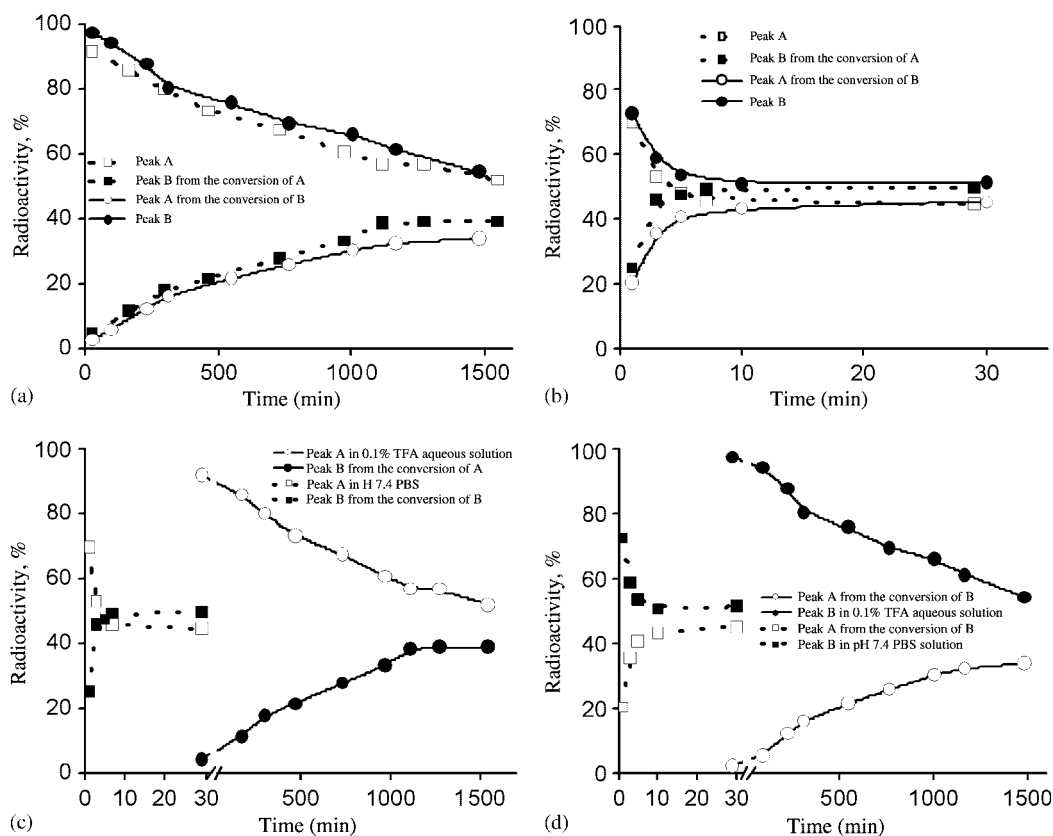 100
80
60
40
20
0
Radioactivity, %
Peak A
Peak B from the conversion of A
Peak A from the conversion of B
Peak B
0 500 1000 1500
Time (min)
(a)
100
80
60
40
20
0
Radioactivity, %
Peak A
Peak B from the conversion of A
Peak A from the conversion of B
Peak B
0 10 20 30
Time (min)
(b)
100
80
60
40
20
0
Radioactivity, %
Peak A in 0.1% TFA aqueous solution
Peak B from the conversion of A
Peak A in H 7.4 PBS
Peak B from the conversion of B
0 10 20 30 500 1000 1500
Time (min)
(c)
100
80
60
40
20
0
Radioactivity, %
Peak A from the conversion of B
Peak B in 0.1% TFA aqueous solution
Peak A from the conversion of B
Peak B in pH 7.4 PBS solution
0 10 20 30 500 1000 1500
Time (min)
(d)